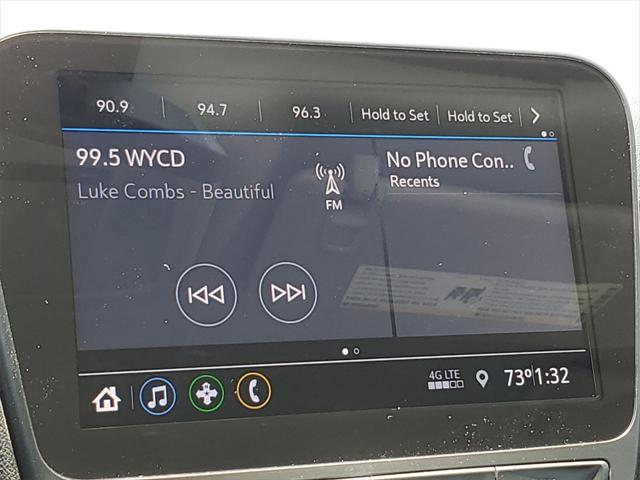 90.9 94.7 96.3 Hold to Set Hold to Set
99.5 WYCD
Luke Combs - Beautiful
FM
No Phone Con..
Recents
4G LTE
73° 1:32